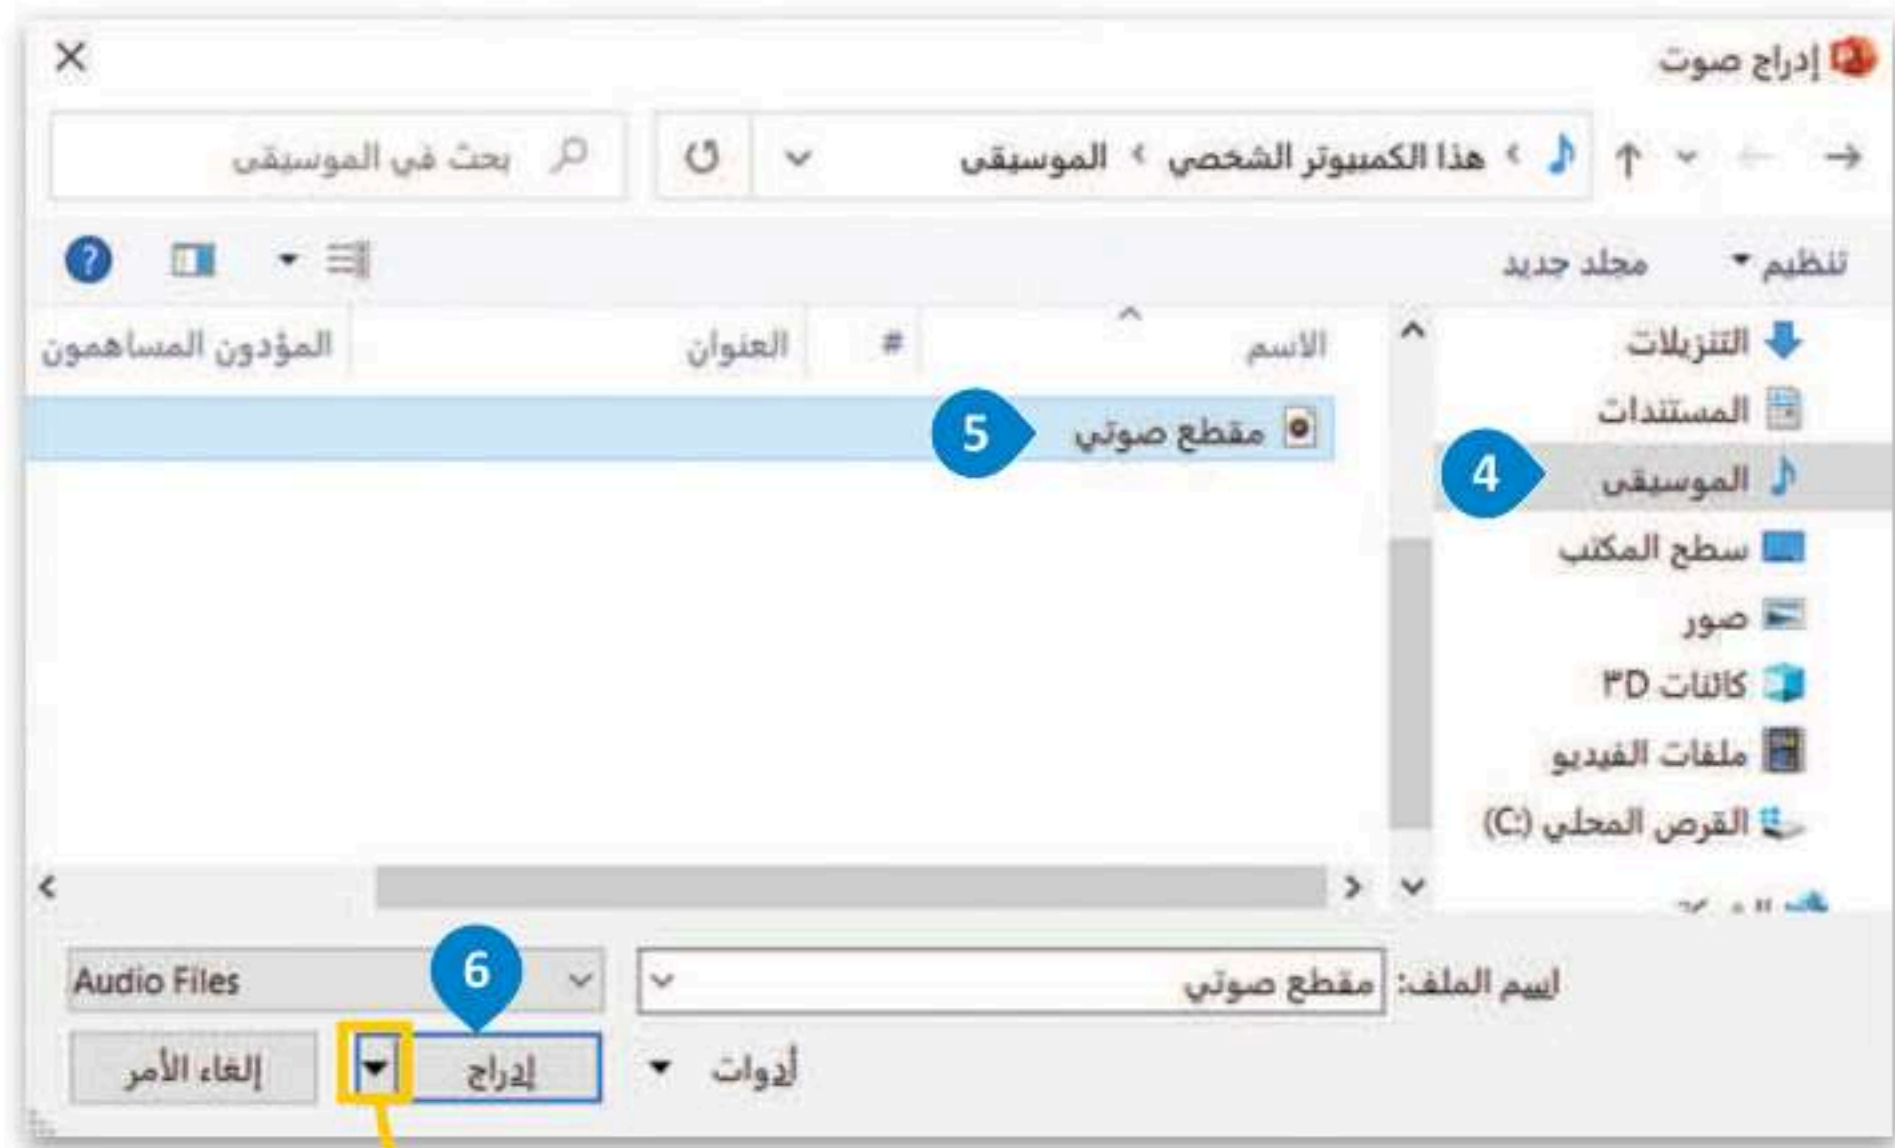 إدراج صوت
هذا الكمبيوتر الشخصي › الموسيقى
بحث في الموسيقى
تنظيم
مجلد جديد
التنزيلات
المستندات
الموسيقى
سطح المكتب
صور
كائنات ٣D
ملفات الفيديو
القرص المحلي (C:)
4
الاسم
#
العنوان
المؤدون المساهمون
مقطع صوتي
5
اسم الملف: مقطع صوتي
Audio Files
6
أدوات
إدراج
إلغاء الأمر